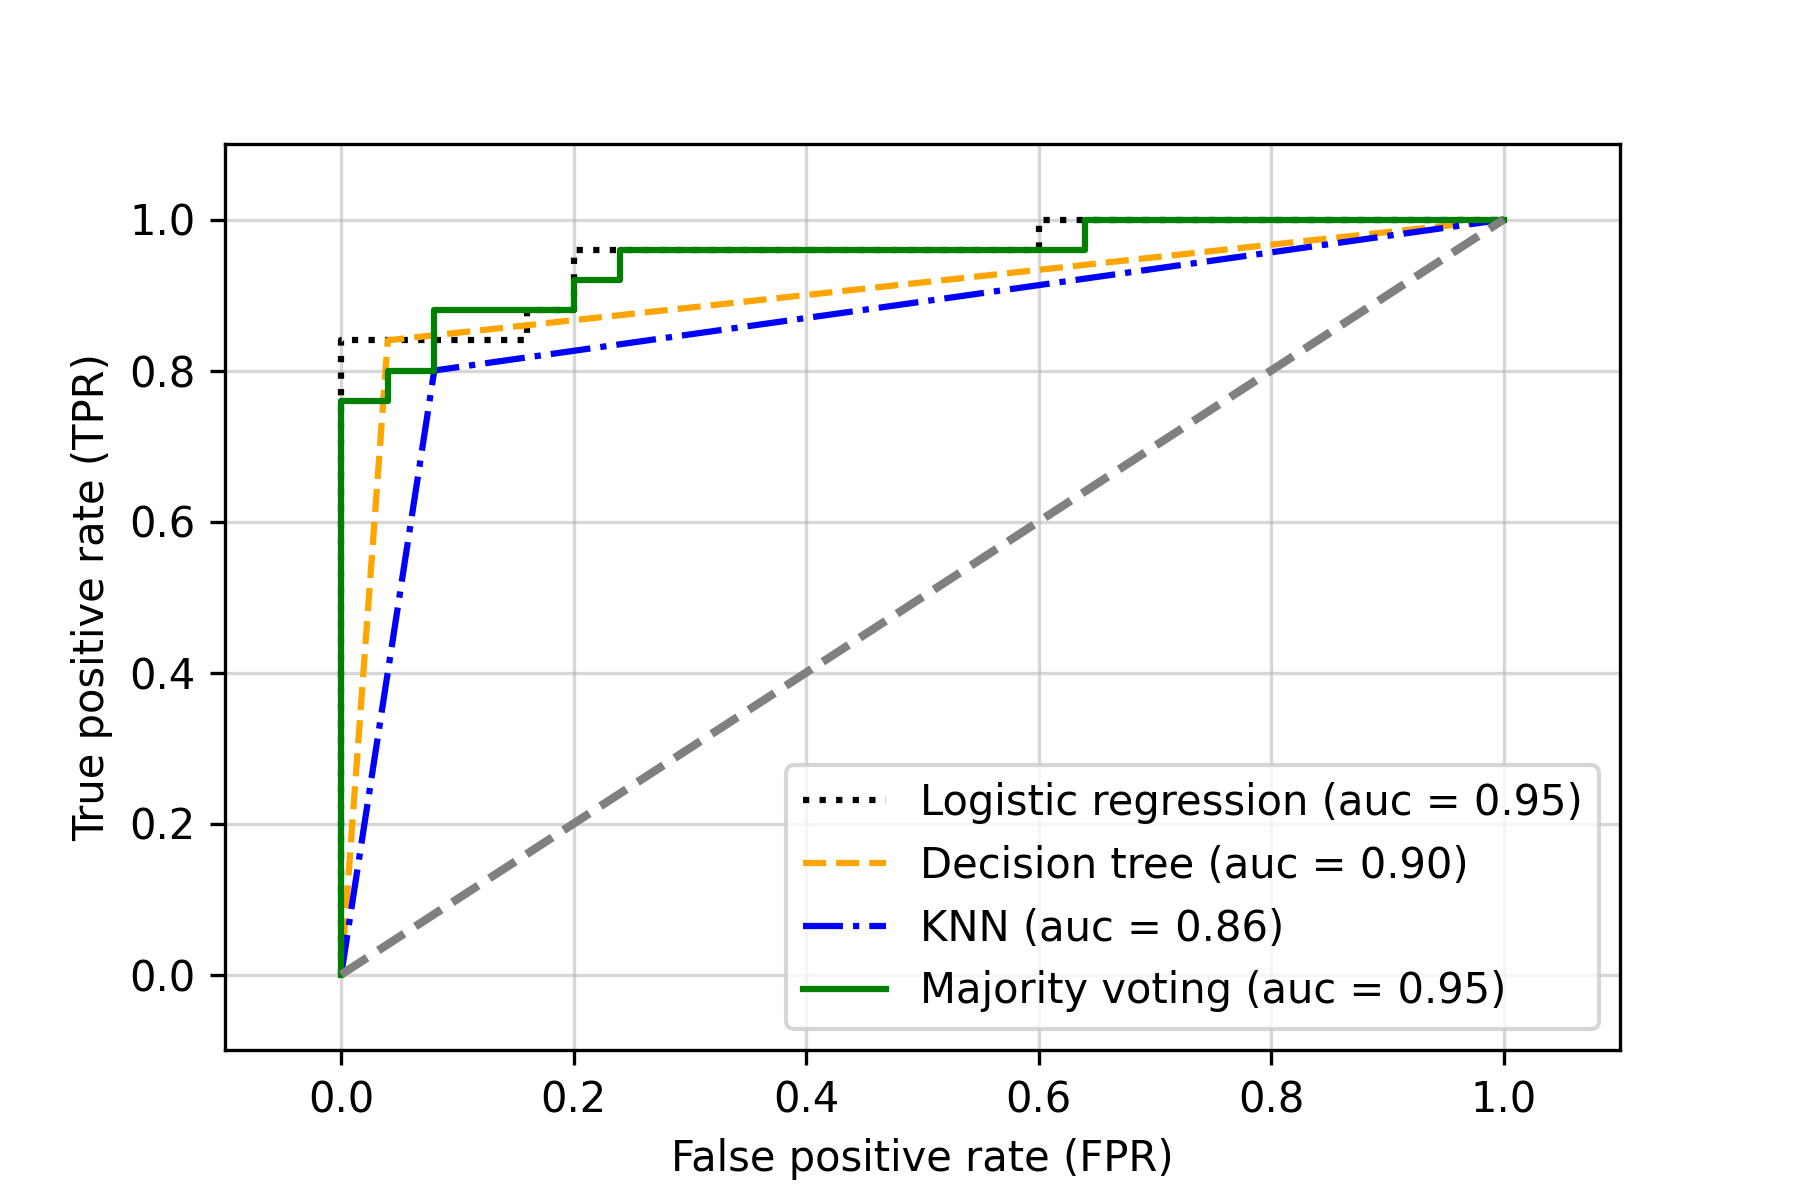 1.0
0.8
0.6
0.4
0.2
0.0
True positive rate (TPR)
Logistic regression (auc = 0.95)
Decision tree (auc = 0.90)
KNN (auc = 0.86)
Majority voting (auc = 0.95)
0.0 0.2 0.4 0.6 0.8 1.0
False positive rate (FPR)